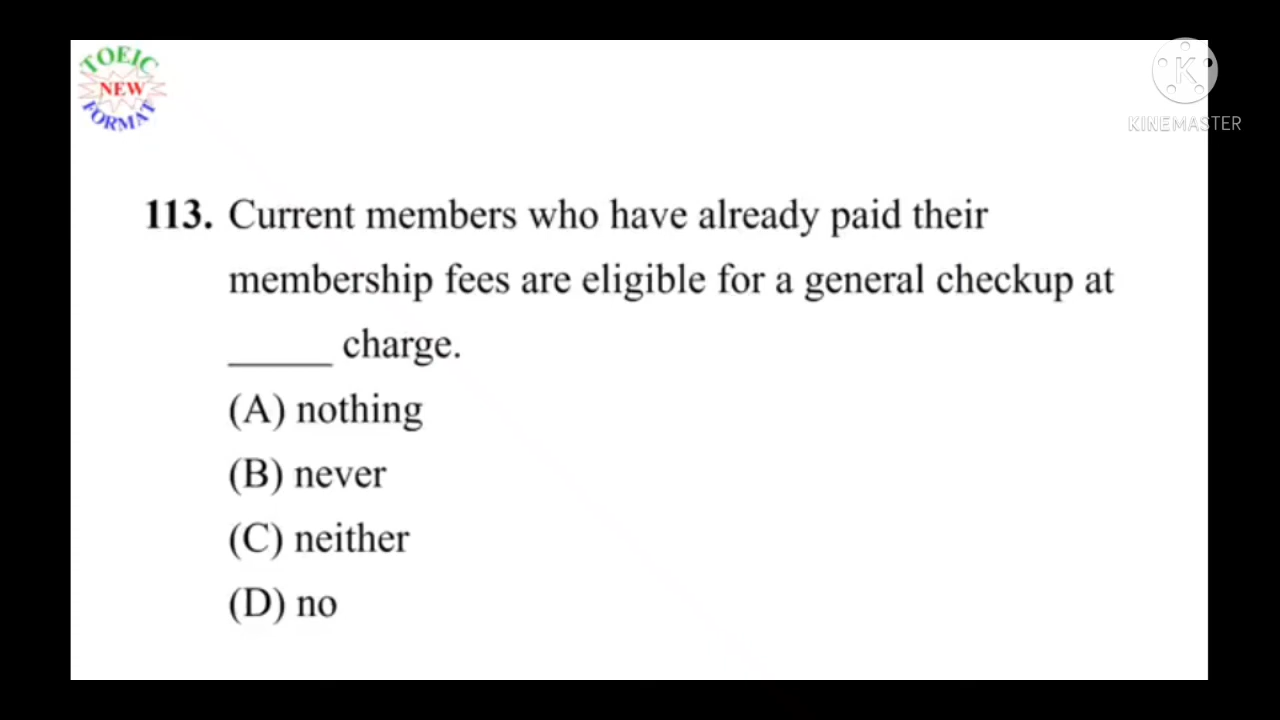 TOEIC
NEW
FORMAT
KINEMASTER
113. Current members who have already paid their
membership fees are eligible for a general checkup at
_____ charge.
(A) nothing
(B) never
(C) neither
(D) no